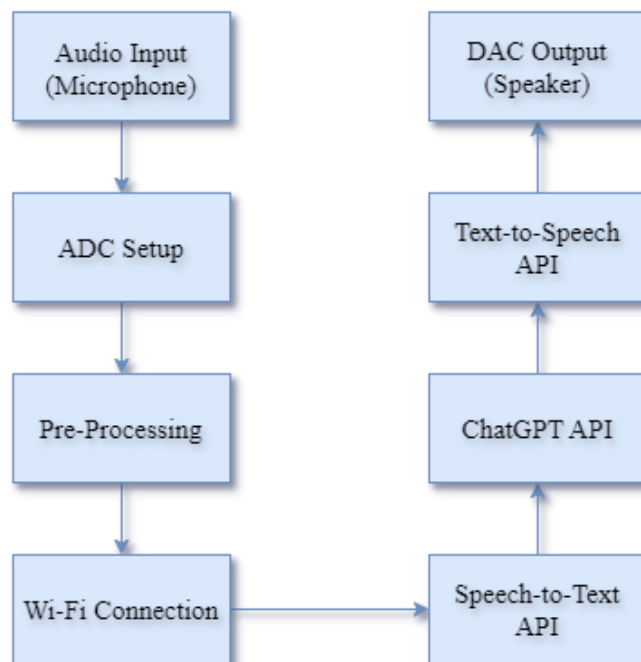 Audio Input
(Microphone)
ADC Setup
Pre-Processing
Wi-Fi Connection
Speech-to-Text
API
ChatGPT API
Text-to-Speech
API
DAC Output
(Speaker)